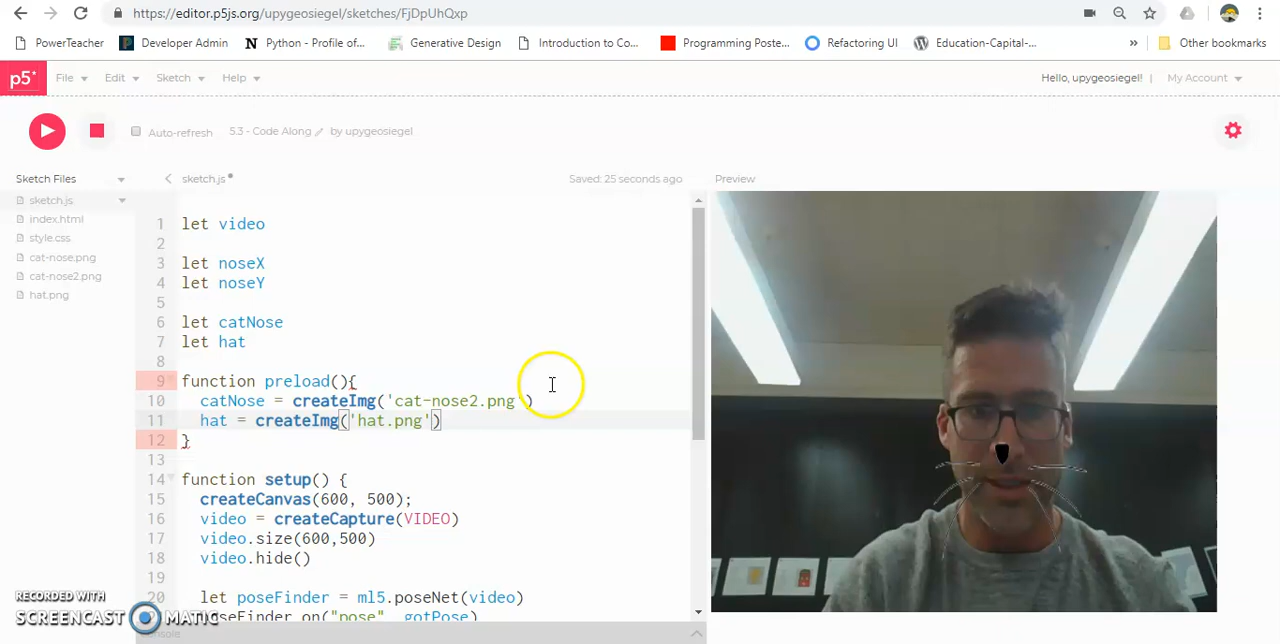 https://editor.p5js.org/upygeosiegel/sketches/FjDpUhQxp
PowerTeacher Developer Admin Python - Profile of... Generative Design Introduction to Co... Programming Poste... Refactoring UI Education-Capital-... » Other bookmarks
p5* File Edit Sketch Help Hello, upygeosiegel! | My Account
Auto-refresh 5.3 - Code Along by upygeosiegel
Sketch Files sketch.js Saved: 25 seconds ago Preview
sketch.js
index.html
style.css
cat-nose.png
cat-nose2.png
hat.png
1 let video
2
3 let noseX
4 let noseY
5
6 let catNose
7 let hat
8
9 function preload(){
10 catNose = createImg('cat-nose2.png')
11 hat = createImg('hat.png')
12 }
13
14 function setup() {
15 createCanvas(600, 500);
16 video = createCapture(VIDEO)
17 video.size(600,500)
18 video.hide()
19
20 let poseFinder = ml5.poseNet(video)
poseFinder.on("pose", gotPose)
Console
RECORDED WITH
SCREENCAST MATIC